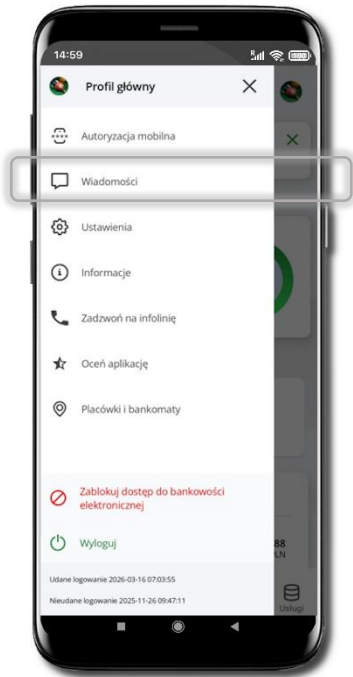 14:59
Profil główny
Autoryzacja mobilna
Wiadomości
Ustawienia
Informacje
Zadzwoń na infolinię
Oceń aplikację
Placówki i bankomaty
Zablokuj dostęp do bankowości
elektronicznej
Wyloguj
88
LN
Udane logowanie 2026-03-16 07:03:55
Nieudane logowanie 2025-11-26 09:47:11
Usługi